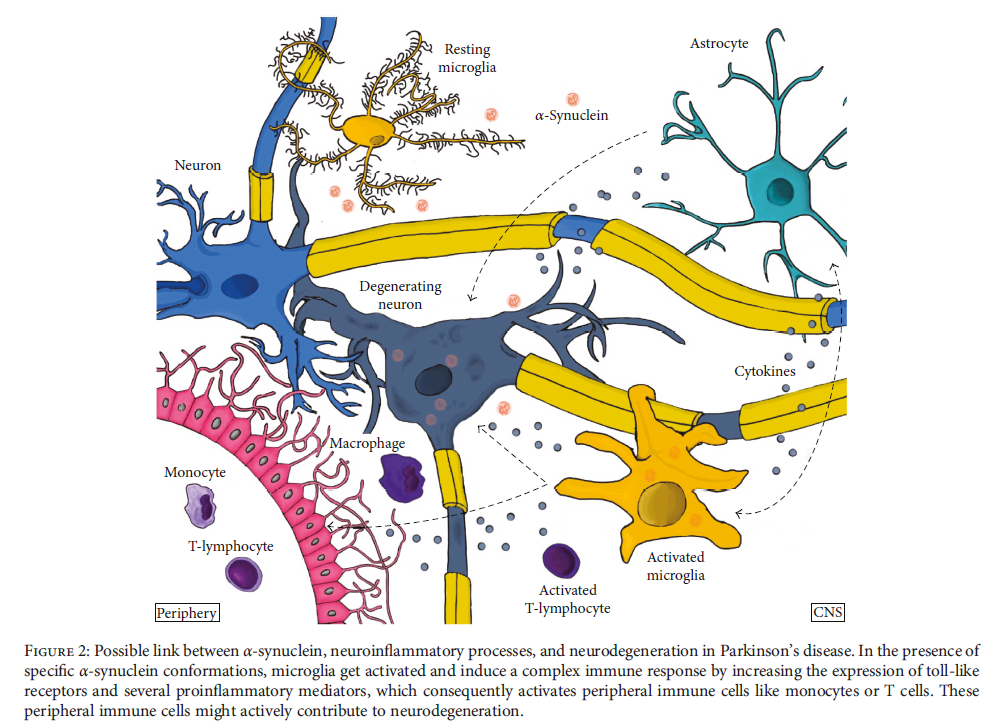 Resting
microglia
Astrocyte
α-Synuclein
Neuron
Degenerating
neuron
Cytokines
Macrophage
Monocyte
T-lymphocyte
Activated
microglia
Activated
T-lymphocyte
Periphery
CNS
FIGURE 2: Possible link between α-synuclein, neuroinflammatory processes, and neurodegeneration in Parkinson's disease. In the presence of
specific α-synuclein conformations, microglia get activated and induce a complex immune response by increasing the expression of toll-like
receptors and several proinflammatory mediators, which consequently activates peripheral immune cells like monocytes or T cells. These
peripheral immune cells might actively contribute to neurodegeneration.